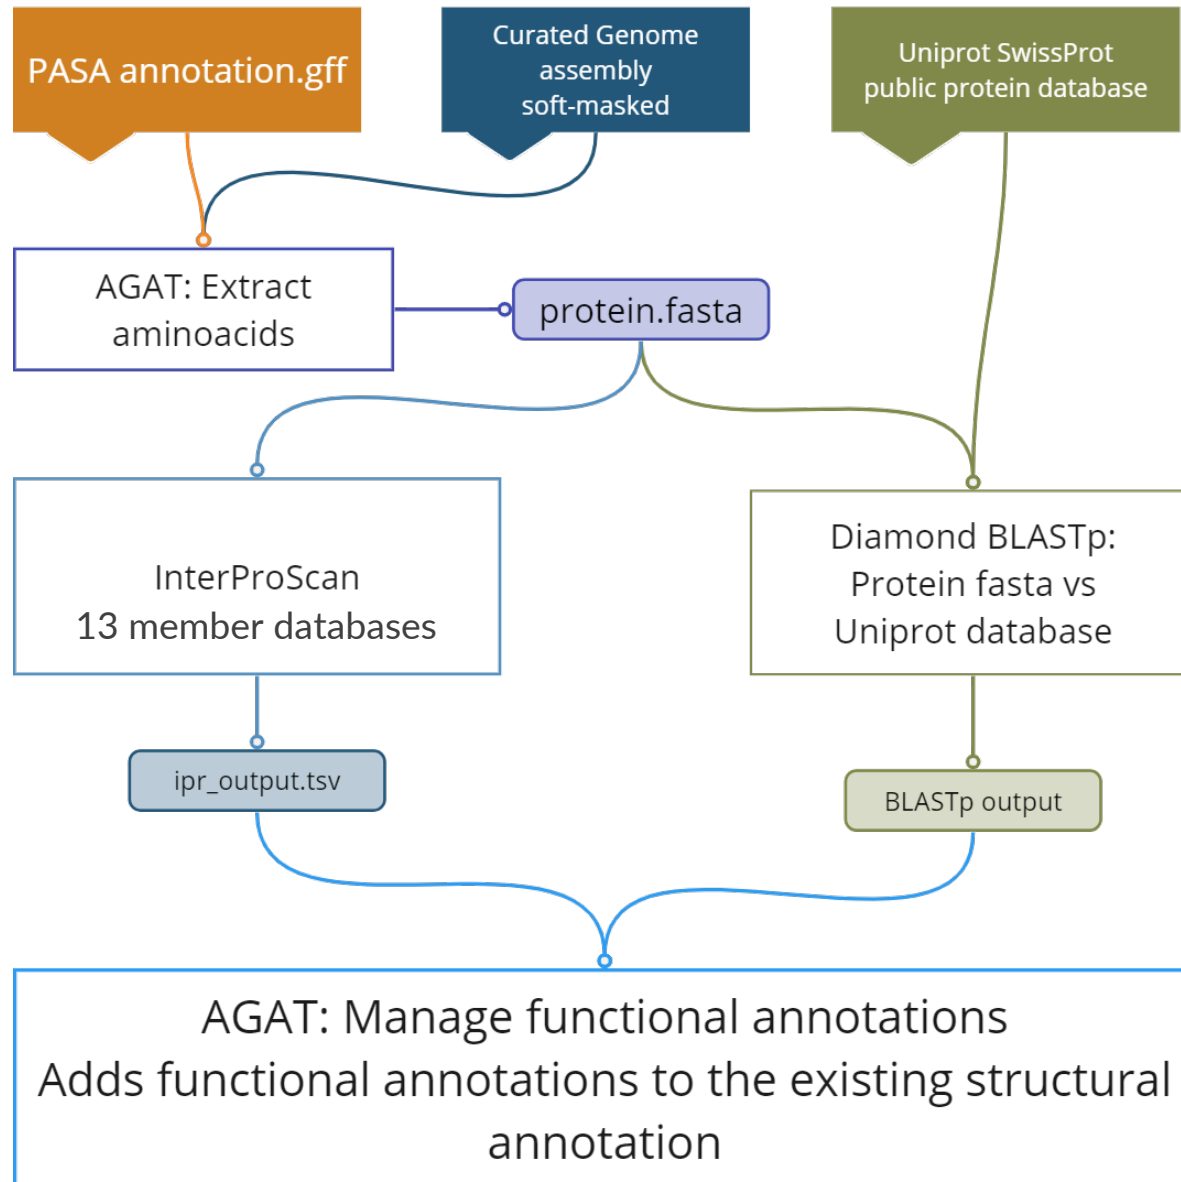 PASA annotation.gff
Curated Genome
assembly
soft-masked
Uniprot SwissProt
public protein database
AGAT: Extract
aminoacids
protein.fasta
InterProScan
13 member databases
Diamond BLASTp:
Protein fasta vs
Uniprot database
ipr_output.tsv
BLASTp output
AGAT: Manage functional annotations
Adds functional annotations to the existing structural
annotation